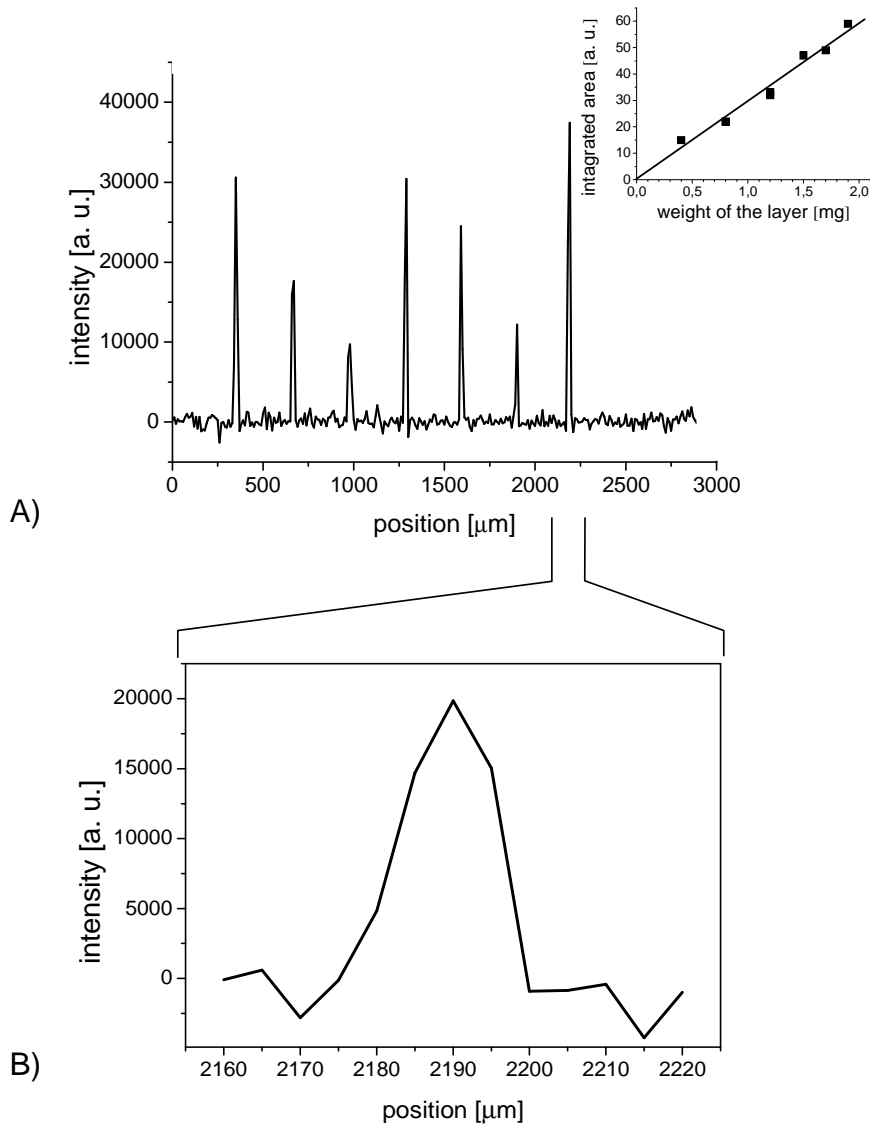 60
50
40
30
20
10
0
intagrated area [a. u.]
0,0 0,5 1,0 1,5 2,0
weight of the layer [mg]
40000
30000
20000
10000
0
intensity [a. u.]
0 500 1000 1500 2000 2500 3000
position [μm]
A)
20000
15000
10000
5000
0
intensity [a. u.]
2160 2170 2180 2190 2200 2210 2220
position [μm]
B)